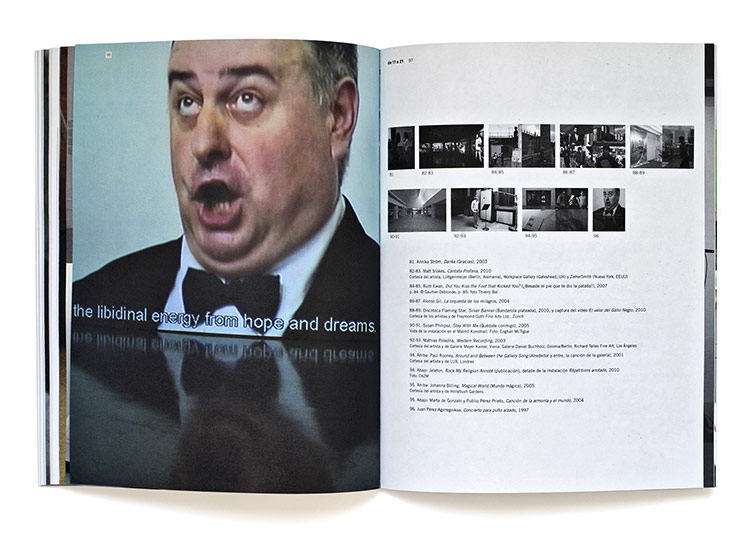 96
the libidinal energy from hope and dreams.
de 11 a 21 97
81
82-83
84-85
86-87
88-89
90-91
92-93
94-95
96
81. Annika Ström, Danke (Gracias), 2003
82-83. Matt Stokes, Cantata Profana, 2010
Cortesía del artista, Lüttgenmeijer (Berlín, Alemania), Workplace Gallery (Gateshead, UK) y ZieherSmith (Nueva York, EEUU)
84-85. Ruth Ewan, Did You Kiss the Foot that Kicked You? (¿Besaste el pie que te dio la patada?), 2007
p. 84: © Gautier Deblonde; p. 85: foto Thierry Bal
86-87. Alonso Gil, La orquesta de los milagros, 2004
88-89. Discoteca Flaming Star, Silver Banner (Banderola plateada), 2010, y captura del vídeo El valor del Gallo Negro, 2010
Cortesía de los artistas y de Freymond-Guth Fine Arts Ltd., Zúrich
90-91. Susan Philipsz, Stay With Me (Quédate conmigo), 2005
Vista de la instalación en el Malmö Konsthall. Foto: Eoghan McTigue
92-93. Mathias Poledna, Western Recording, 2003
Cortesía del artista y de Galerie Meyer Kainer, Viena; Galerie Daniel Buchholz, Colonia/Berlín; Richard Telles Fine Art, Los Ángeles
94. Arriba: Paul Rooney, Around and Between the Gallery Song (Alrededor y entre, la canción de la galería), 2001
Cortesía del artista y de LUX, Londres
94. Abajo: Jeleton, Rock My Religion Annoté (publicación), detalle de la instalación Répétitions annotées, 2010
Foto: CA2M
95. Arriba: Johanna Billing, Magical World (Mundo mágico), 2005
Cortesía del artista y de Hollybush Gardens
95. Abajo: Marta de Gonzalo y Publio Pérez Prieto, Canción de la armonía y el mundo, 2004
96. Juan Pérez Agirregoikoa, Concierto para puño alzado, 1997